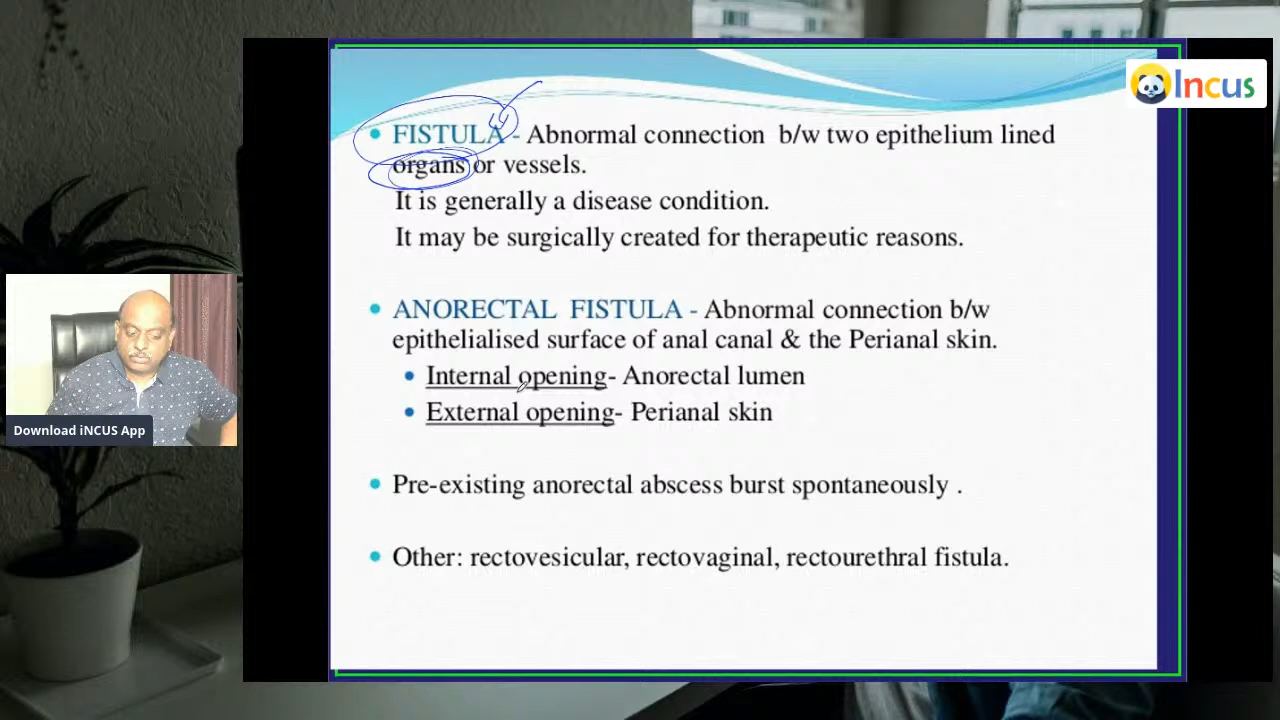 Incus
FISTULA - Abnormal connection b/w two epithelium lined
organs or vessels.
It is generally a disease condition.
It may be surgically created for therapeutic reasons.
ANORECTAL FISTULA - Abnormal connection b/w
epithelialised surface of anal canal & the Perianal skin.
Internal opening- Anorectal lumen
External opening- Perianal skin
Download iNCUS App
Pre-existing anorectal abscess burst spontaneously .
Other: rectovesicular, rectovaginal, rectourethral fistula.